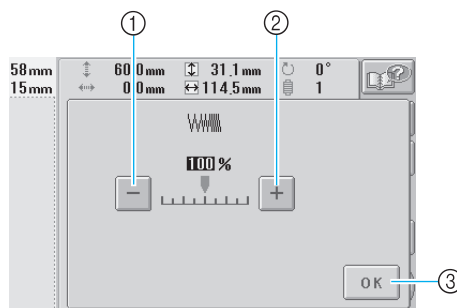 ① ②
58 mm 60.0 mm 31.1 mm 0°
15 mm 0.0 mm 114.5 mm 1
100 %
− +
OK ③